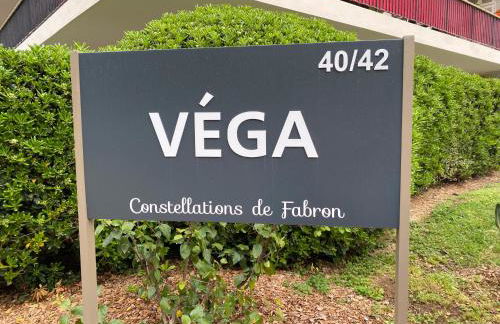 40/42
VÉGA
Constellations de Fabron